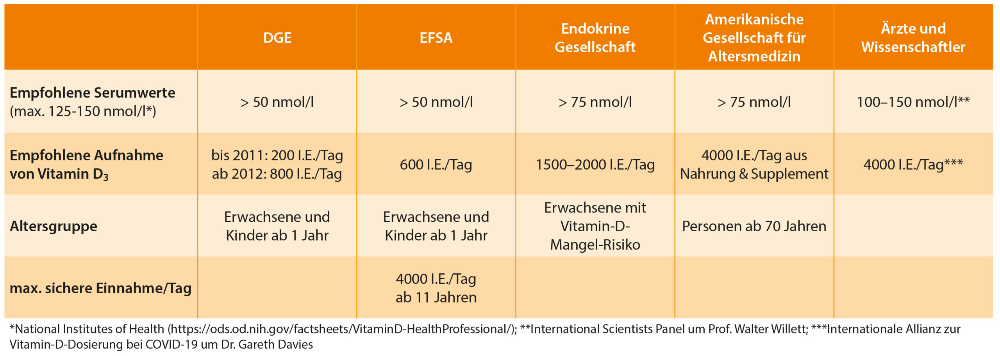 DGE
EFSA
Endokrine
Gesellschaft
Amerikanische
Gesellschaft für
Altersmedizin
Ärzte und
Wissenschaftler
Empfohlene Serumwerte
(max. 125-150 nmol/l*)
> 50 nmol/l
> 50 nmol/l
> 75 nmol/l
> 75 nmol/l
100–150 nmol/l**
Empfohlene Aufnahme
von Vitamin D₃
bis 2011: 200 I.E./Tag
ab 2012: 800 I.E./Tag
600 I.E./Tag
1500–2000 I.E./Tag
4000 I.E./Tag aus
Nahrung & Supplement
4000 I.E./Tag***
Altersgruppe
Erwachsene und
Kinder ab 1 Jahr
Erwachsene und
Kinder ab 1 Jahr
Erwachsene mit
Vitamin-D-
Mangel-Risiko
Personen ab 70 Jahren
max. sichere Einnahme/Tag
4000 I.E./Tag
ab 11 Jahren
*National Institutes of Health (https://ods.od.nih.gov/factsheets/VitaminD-HealthProfessional/); **International Scientists Panel um Prof. Walter Willett; ***Internationale Allianz zur
Vitamin-D-Dosierung bei COVID-19 um Dr. Gareth Davies